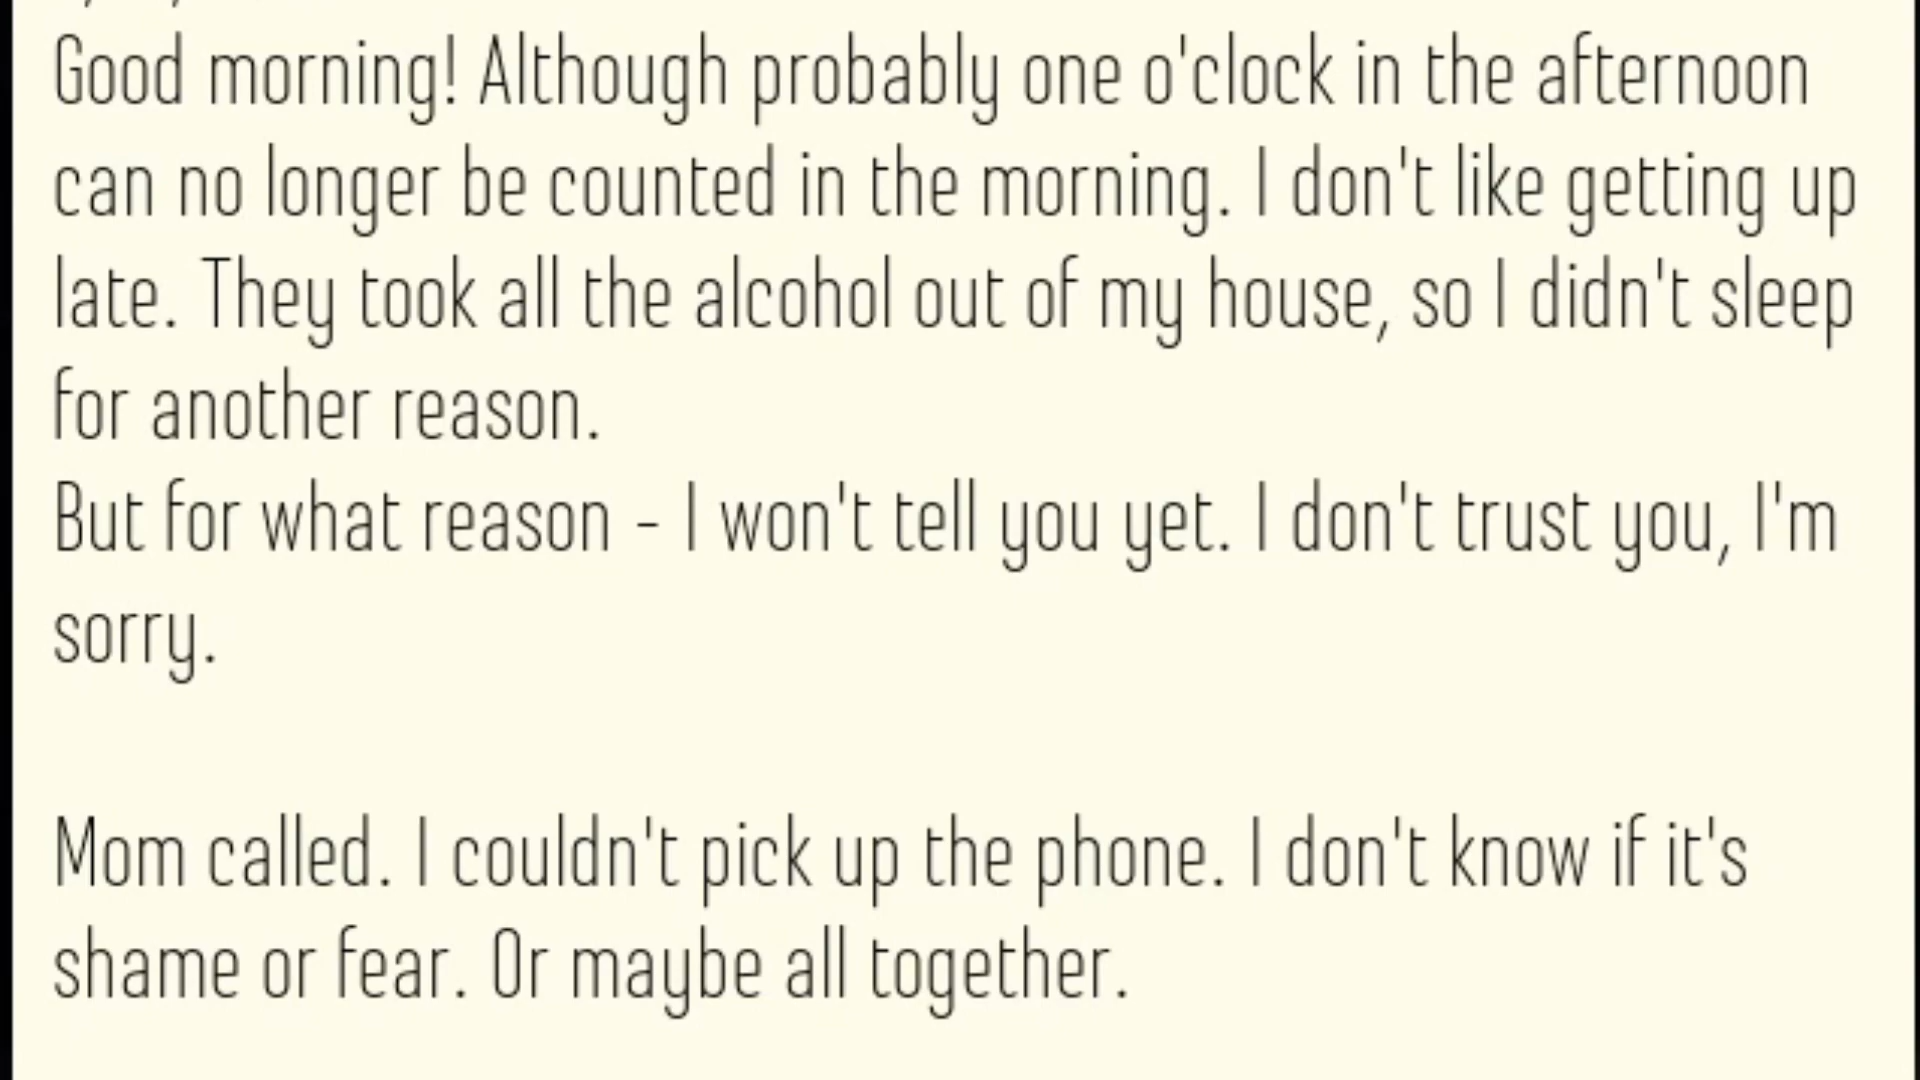 Good morning! Although probably one o'clock in the afternoon
can no longer be counted in the morning. I don't like getting up
late. They took all the alcohol out of my house, so I didn't sleep
for another reason.
But for what reason - I won't tell you yet. I don't trust you, I'm
sorry.
Mom called. I couldn't pick up the phone. I don't know if it's
shame or fear. Or maybe all together.